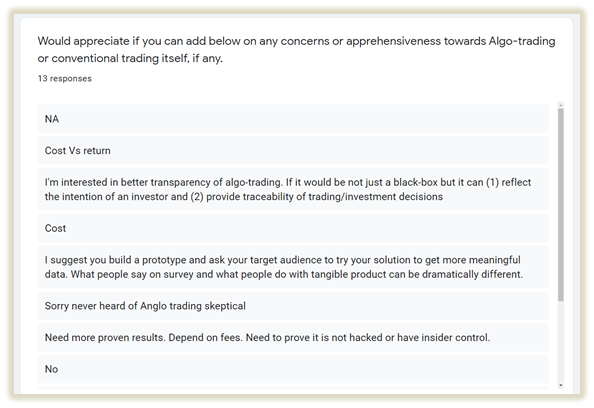 Would appreciate if you can add below on any concerns or apprehensiveness towards Algo-trading
or conventional trading itself, if any.
13 responses
NA
Cost Vs return
I'm interested in better transparency of algo-trading. If it would be not just a black-box but it can (1) reflect
the intention of an investor and (2) provide traceability of trading/investment decisions
Cost
I suggest you build a prototype and ask your target audience to try your solution to get more meaningful
data. What people say on survey and what people do with tangible product can be dramatically different.
Sorry never heard of Anglo trading skeptical
Need more proven results. Depend on fees. Need to prove it is not hacked or have insider control.
No